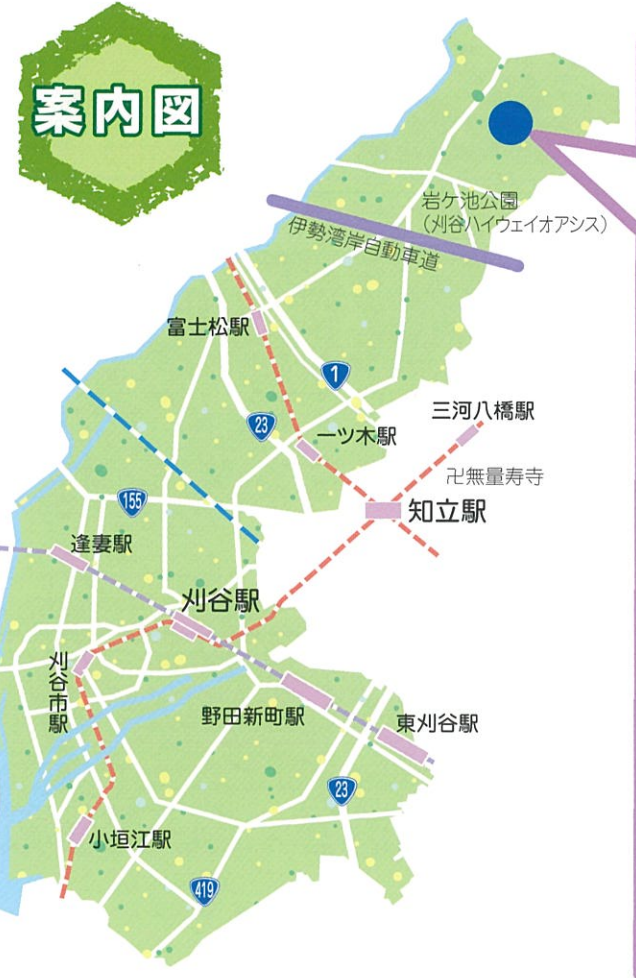 案内図
岩ケ池公園
(刈谷ハイウェイオアシス)
伊勢湾岸自動車道
富士松駅
1
三河八橋駅
23
一ツ木駅
卍無量寿寺
155
知立駅
逢妻駅
刈谷駅
刈谷市駅
野田新町駅
東刈谷駅
23
小垣江駅
419